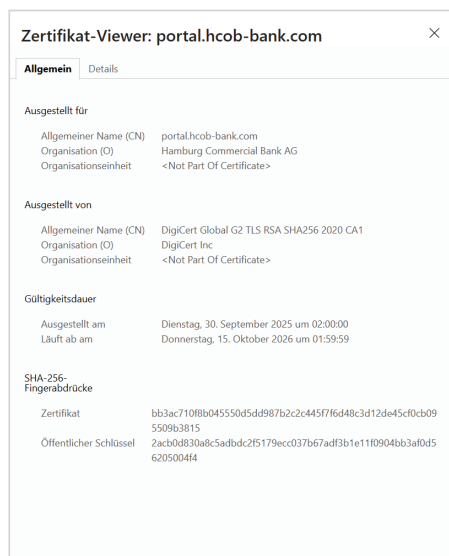 Zertifikat-Viewer: portal.hcob-bank.com
Allgemein Details
Ausgestellt für
Allgemeiner Name (CN) portal.hcob-bank.com
Organisation (O) Hamburg Commercial Bank AG
Organisationseinheit <Not Part Of Certificate>
Ausgestellt von
Allgemeiner Name (CN) DigiCert Global G2 TLS RSA SHA256 2020 CA1
Organisation (O) DigiCert Inc
Organisationseinheit <Not Part Of Certificate>
Gültigkeitsdauer
Ausgestellt am Dienstag, 30. September 2025 um 02:00:00
Läuft ab am Donnerstag, 15. Oktober 2026 um 01:59:59
SHA-256-
Fingerabdrücke
Zertifikat bb3ac710f8b045550d5dd987b2c2c445f7f6d48c3d12de45cf0cb09
5509b3815
Öffentlicher Schlüssel 2acb0d830a8c5adbdc2f5179ecc037b67adf3b1e11f0904bb3af0d5
6205004f4